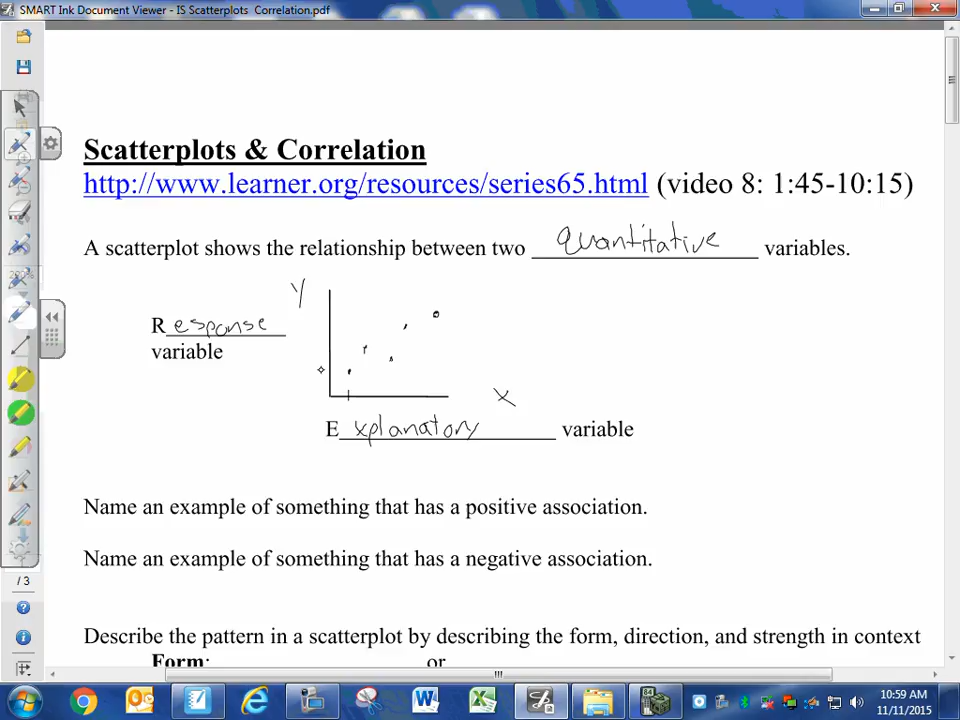 SMART Ink Document Viewer - IS Scatterplots Correlation.pdf
Scatterplots & Correlation
http://www.learner.org/resources/series65.html (video 8: 1:45-10:15)
A scatterplot shows the relationship between two quantitative variables.
Y
Response
variable
X
Explanatory variable
Name an example of something that has a positive association.
Name an example of something that has a negative association.
/ 3
Describe the pattern in a scatterplot by describing the form, direction, and strength in context
Form: or
10:59 AM
11/11/2015